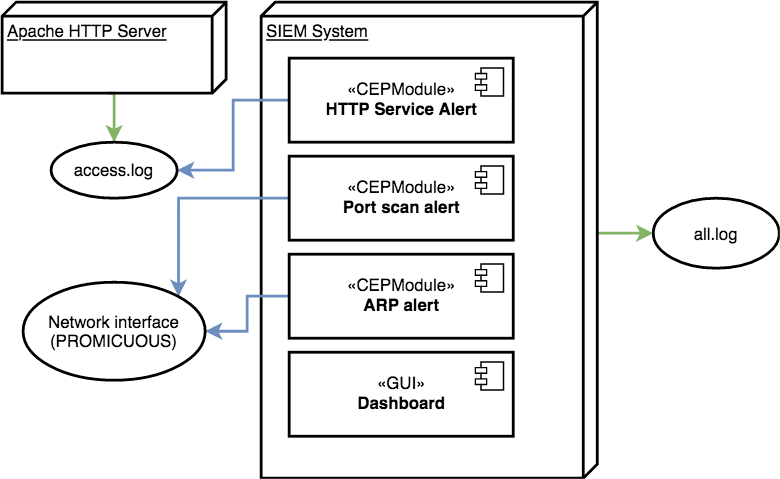 Apache HTTP Server
SIEM System
«CEPModule»
HTTP Service Alert
access.log
«CEPModule»
Port scan alert
all.log
«CEPModule»
ARP alert
Network interface
(PROMICUOUS)
«GUI»
Dashboard